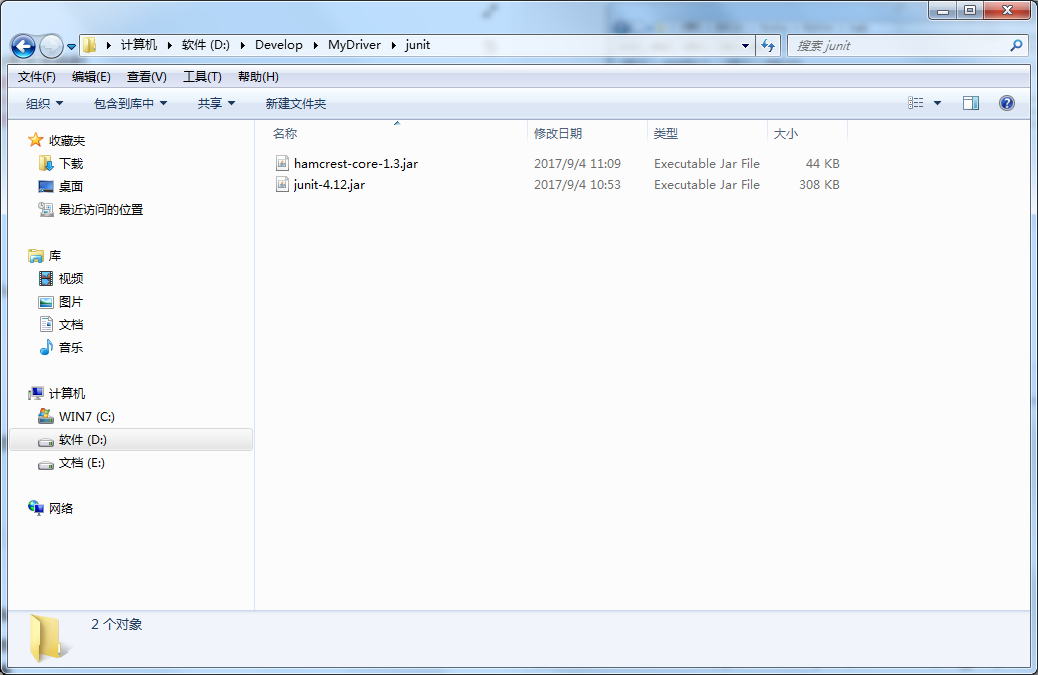 计算机 软件 (D:) Develop MyDriver junit
搜索 junit
文件(F) 编辑(E) 查看(V) 工具(T) 帮助(H)
组织 包含到库中 共享 新建文件夹
名称 修改日期 类型 大小
hamcrest-core-1.3.jar 2017/9/4 11:09 Executable Jar File 44 KB
junit-4.12.jar 2017/9/4 10:53 Executable Jar File 308 KB
收藏夹
下载
桌面
最近访问的位置
库
视频
图片
文档
音乐
计算机
WIN7 (C:)
软件 (D:)
文档 (E:)
网络
2 个对象